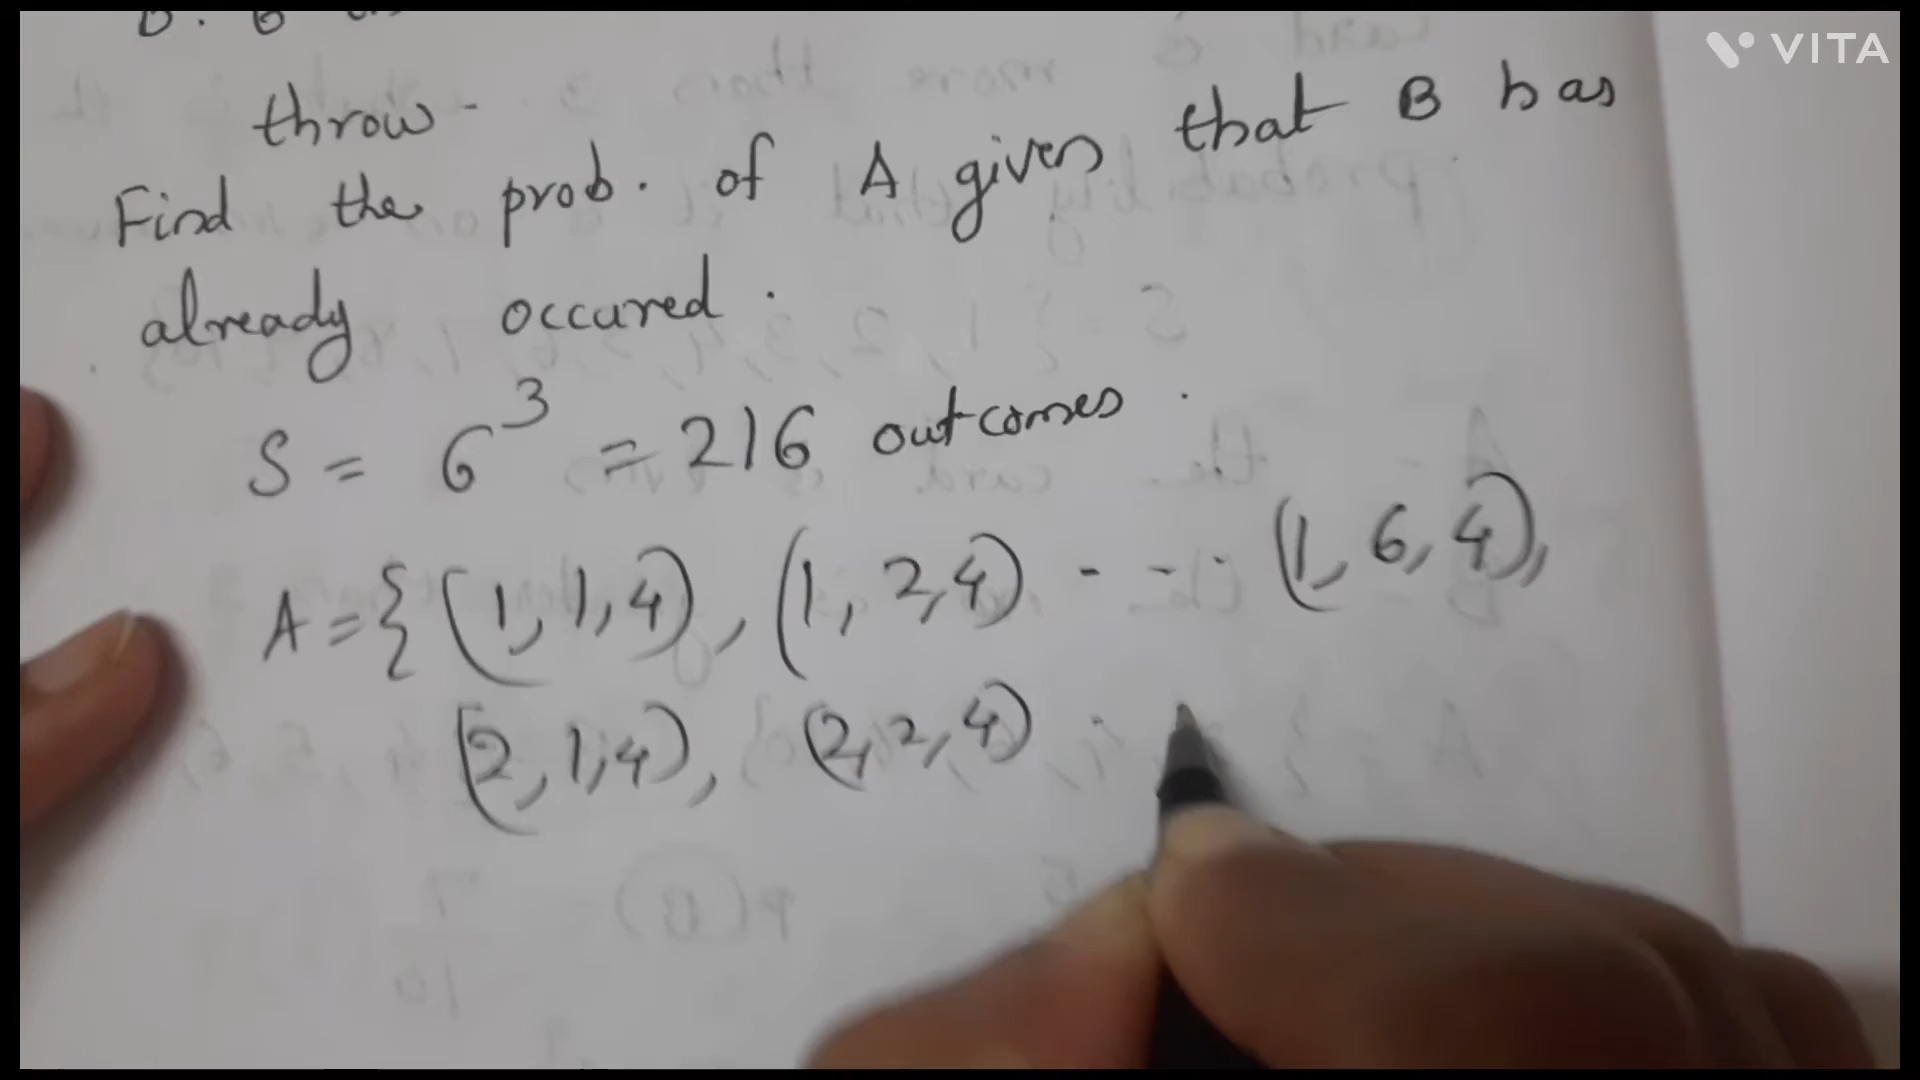 VITA
throw -
Find the prob. of A given that B has
already occured .
S = 6³ = 216 outcomes .
A = { (1, 1, 4), (1, 2, 4) - - - (1, 6, 4),
(2, 1, 4), (2, 2, 4)